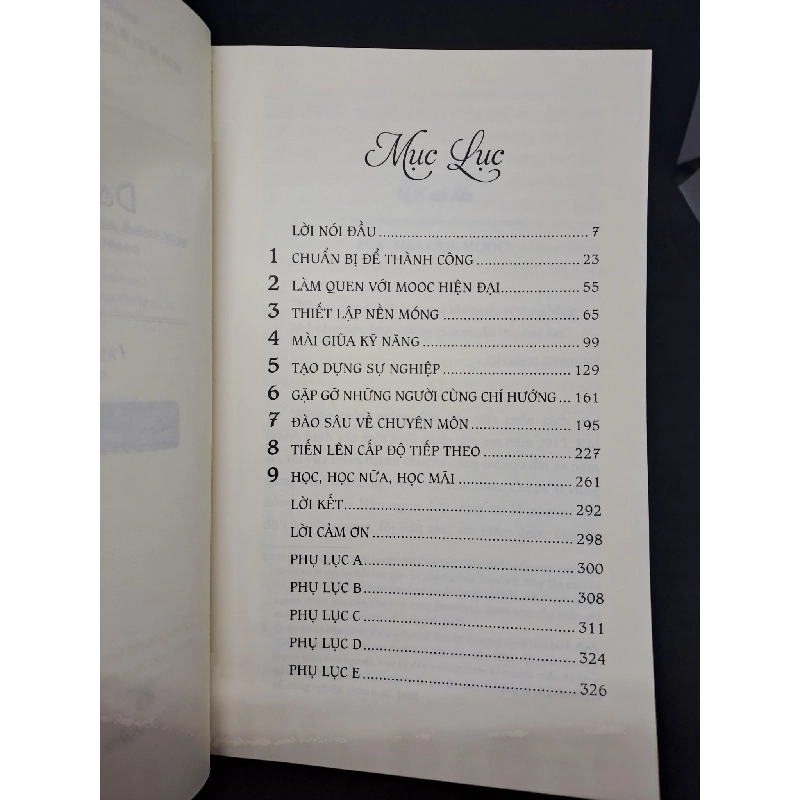 Mục Lục
LỜI NÓI ĐẦU 7
1 CHUẨN BỊ ĐỂ THÀNH CÔNG 23
2 LÀM QUEN VỚI MOOC HIỆN ĐẠI 55
3 THIẾT LẬP NỀN MÓNG 65
4 MÀI GIŨA KỸ NĂNG 99
5 TẠO DỰNG SỰ NGHIỆP 129
6 GẶP GỠ NHỮNG NGƯỜI CÙNG CHÍ HƯỚNG 161
7 ĐÀO SÂU VỀ CHUYÊN MÔN 195
8 TIẾN LÊN CẤP ĐỘ TIẾP THEO 227
9 HỌC, HỌC NỮA, HỌC MÃI 261
LỜI KẾT 292
LỜI CẢM ƠN 298
PHỤ LỤC A 300
PHỤ LỤC B 308
PHỤ LỤC C 311
PHỤ LỤC D 324
PHỤ LỤC E 326